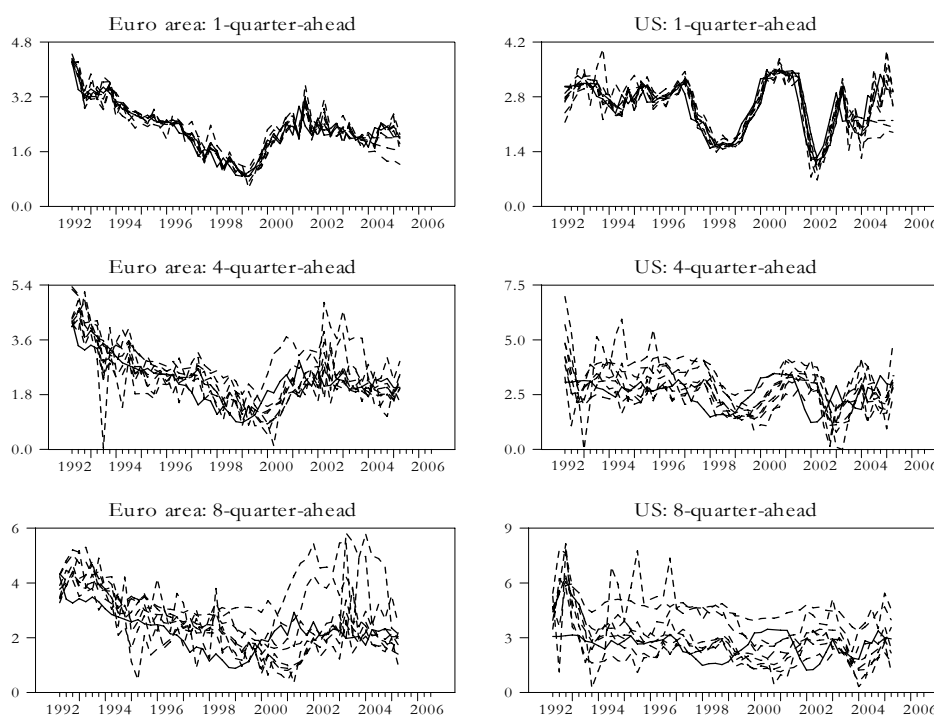 Euro area: 1-quarter-ahead
4.8
3.2
1.6
0.0
1992 1994 1996 1998 2000 2002 2004 2006
US: 1-quarter-ahead
4.2
2.8
1.4
0.0
1992 1994 1996 1998 2000 2002 2004 2006
Euro area: 4-quarter-ahead
5.4
3.6
1.8
0.0
1992 1994 1996 1998 2000 2002 2004 2006
US: 4-quarter-ahead
7.5
5.0
2.5
0.0
1992 1994 1996 1998 2000 2002 2004 2006
Euro area: 8-quarter-ahead
6
4
2
0
1992 1994 1996 1998 2000 2002 2004 2006
US: 8-quarter-ahead
9
6
3
0
1992 1994 1996 1998 2000 2002 2004 2006